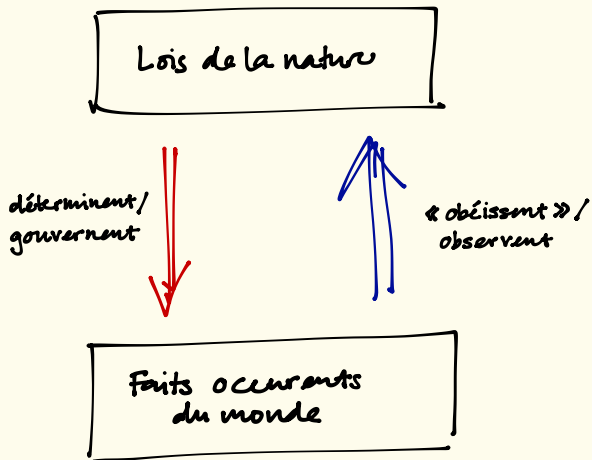 Lois de la nature
déterminent/
gouvernent
« obéissent » /
observent
Faits occurrents
du monde